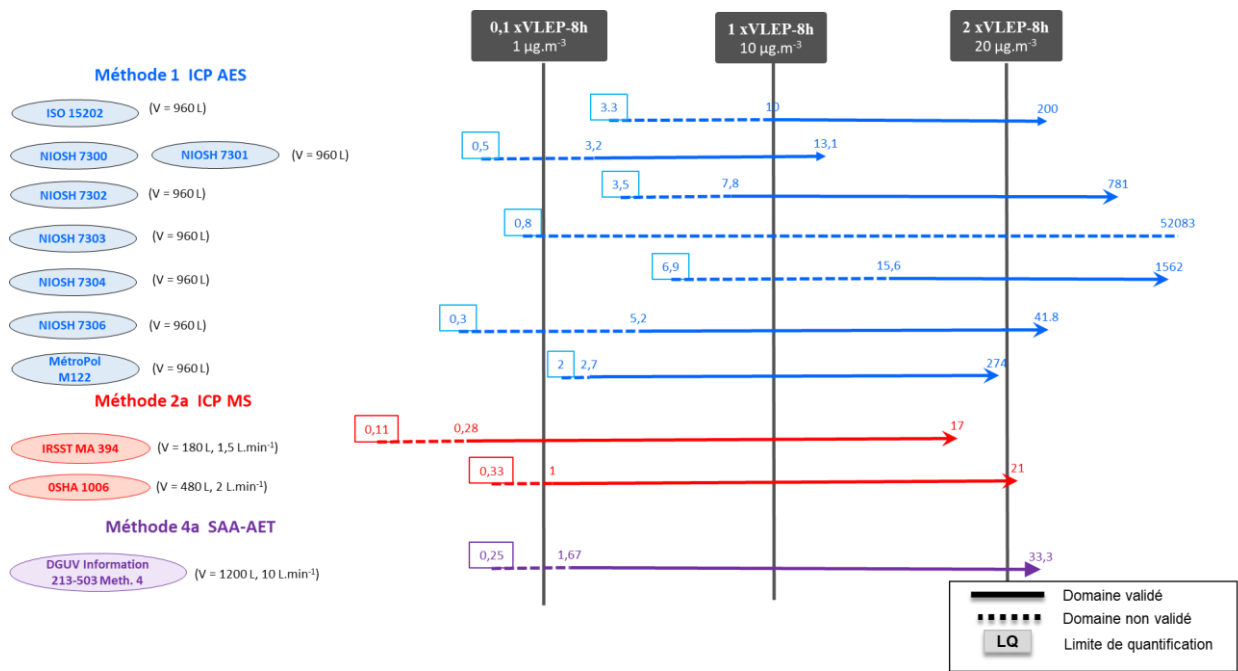 0,1 xVLEP-8h
1 µg.m-3
1 xVLEP-8h
10 µg.m-3
2 xVLEP-8h
20 µg.m-3
Méthode 1 ICP AES
ISO 15202 (V = 960 L) 3.3 10 200
NIOSH 7300 NIOSH 7301 (V = 960 L) 0,5 3,2 13,1
NIOSH 7302 (V = 960 L) 3,5 7,8 781
NIOSH 7303 (V = 960 L) 0,8 52083
NIOSH 7304 (V = 960 L) 6,9 15,6 1562
NIOSH 7306 (V = 960 L) 0,3 5,2 41.8
MétroPol
M122
(V = 960 L) 2 2,7 274
Méthode 2a ICP MS
IRSST MA 394 (V = 180 L, 1,5 L.min-1) 0,11 0,28 17
0SHA 1006 (V = 480 L, 2 L.min-1) 0,33 1 21
Méthode 4a SAA-AET
DGUV Information
213-503 Meth. 4
(V = 1200 L, 10 L.min-1) 0,25 1,67 33,3
Domaine validé
Domaine non validé
LQ Limite de quantification